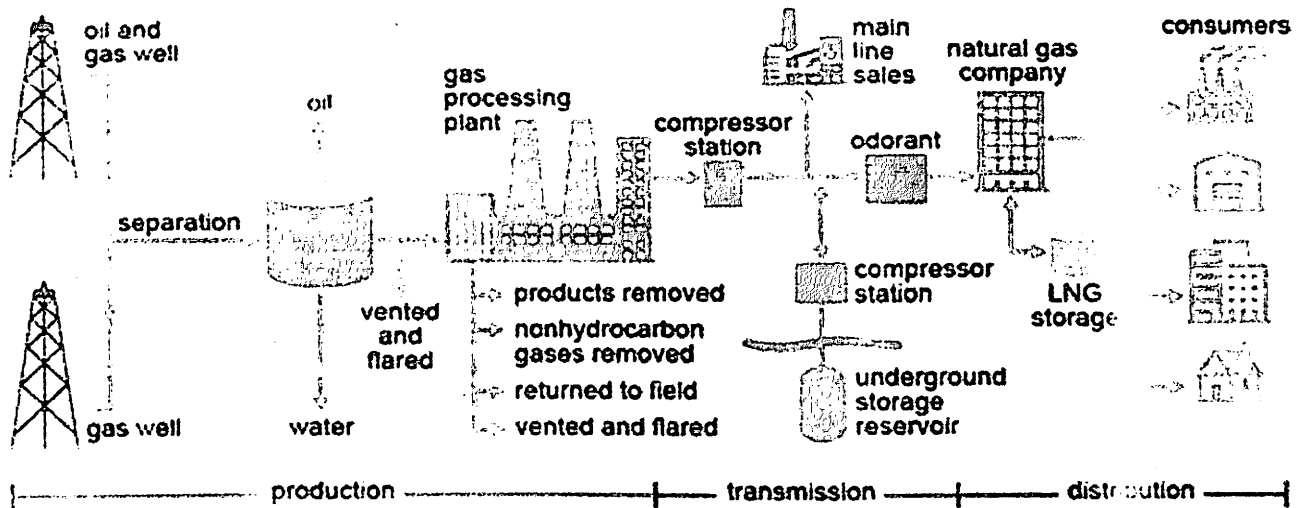 oil and
gas well
oil
gas
processing
plant
compressor
station
main
line
sales
odorant
natural gas
company
consumers
separation
vented
and
flared
products removed
nonhydrocarbon
gases removed
returned to field
vented and flared
compressor
station
underground
storage
reservoir
LNG
storage
gas well
water
production
transmission
distribution